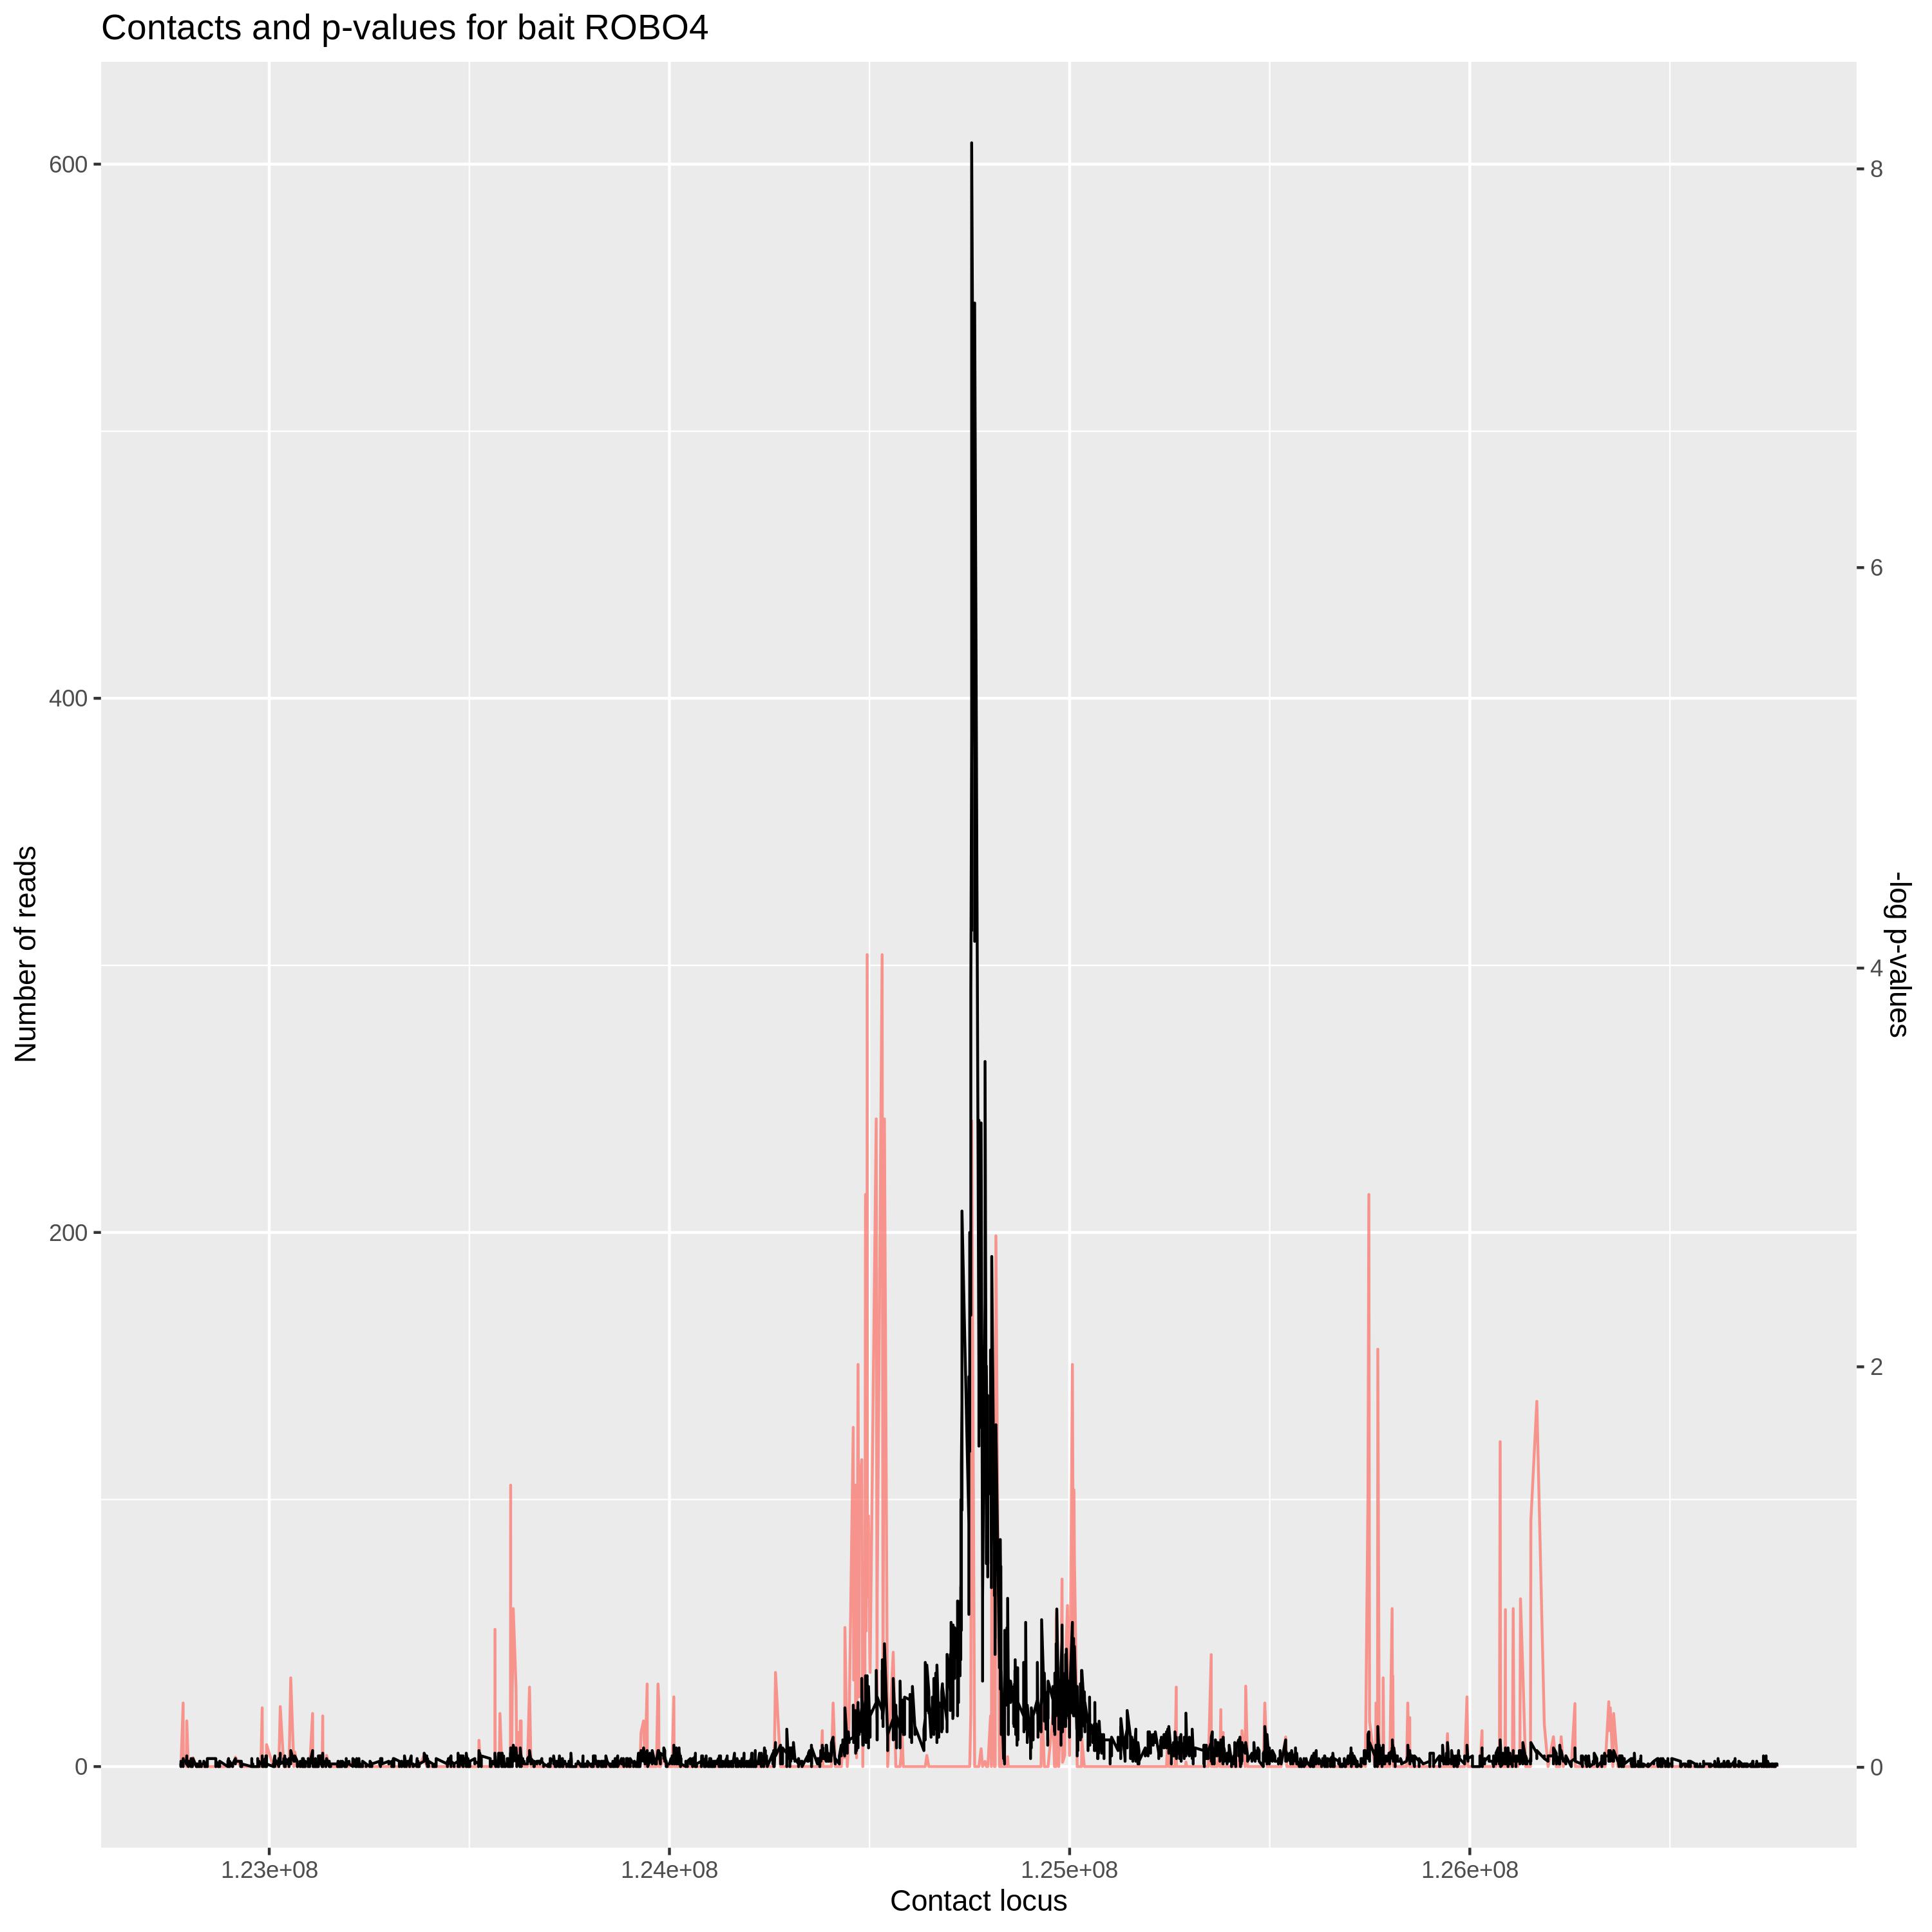 Contacts and p-values for bait ROBO4
600
400
200
0
Number of reads
8
6
4
2
0
-log p-values
1.23e+08
1.24e+08
1.25e+08
1.26e+08
Contact locus